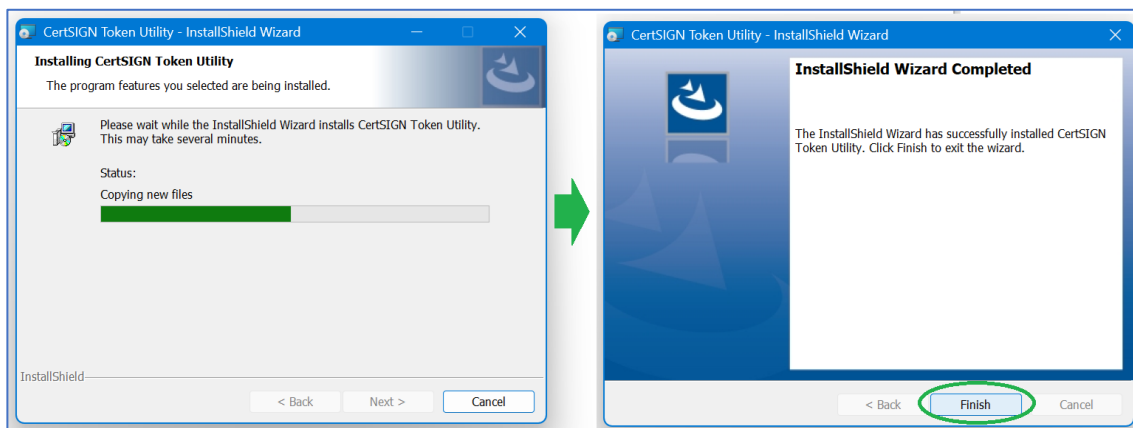 CertSIGN Token Utility - InstallShield Wizard
Installing CertSIGN Token Utility
The program features you selected are being installed.
Please wait while the InstallShield Wizard installs CertSIGN Token Utility.
This may take several minutes.
Status:
Copying new files
InstallShield
< Back
Next >
Cancel
CertSIGN Token Utility - InstallShield Wizard
InstallShield Wizard Completed
The InstallShield Wizard has successfully installed CertSIGN
Token Utility. Click Finish to exit the wizard.
< Back
Finish
Cancel